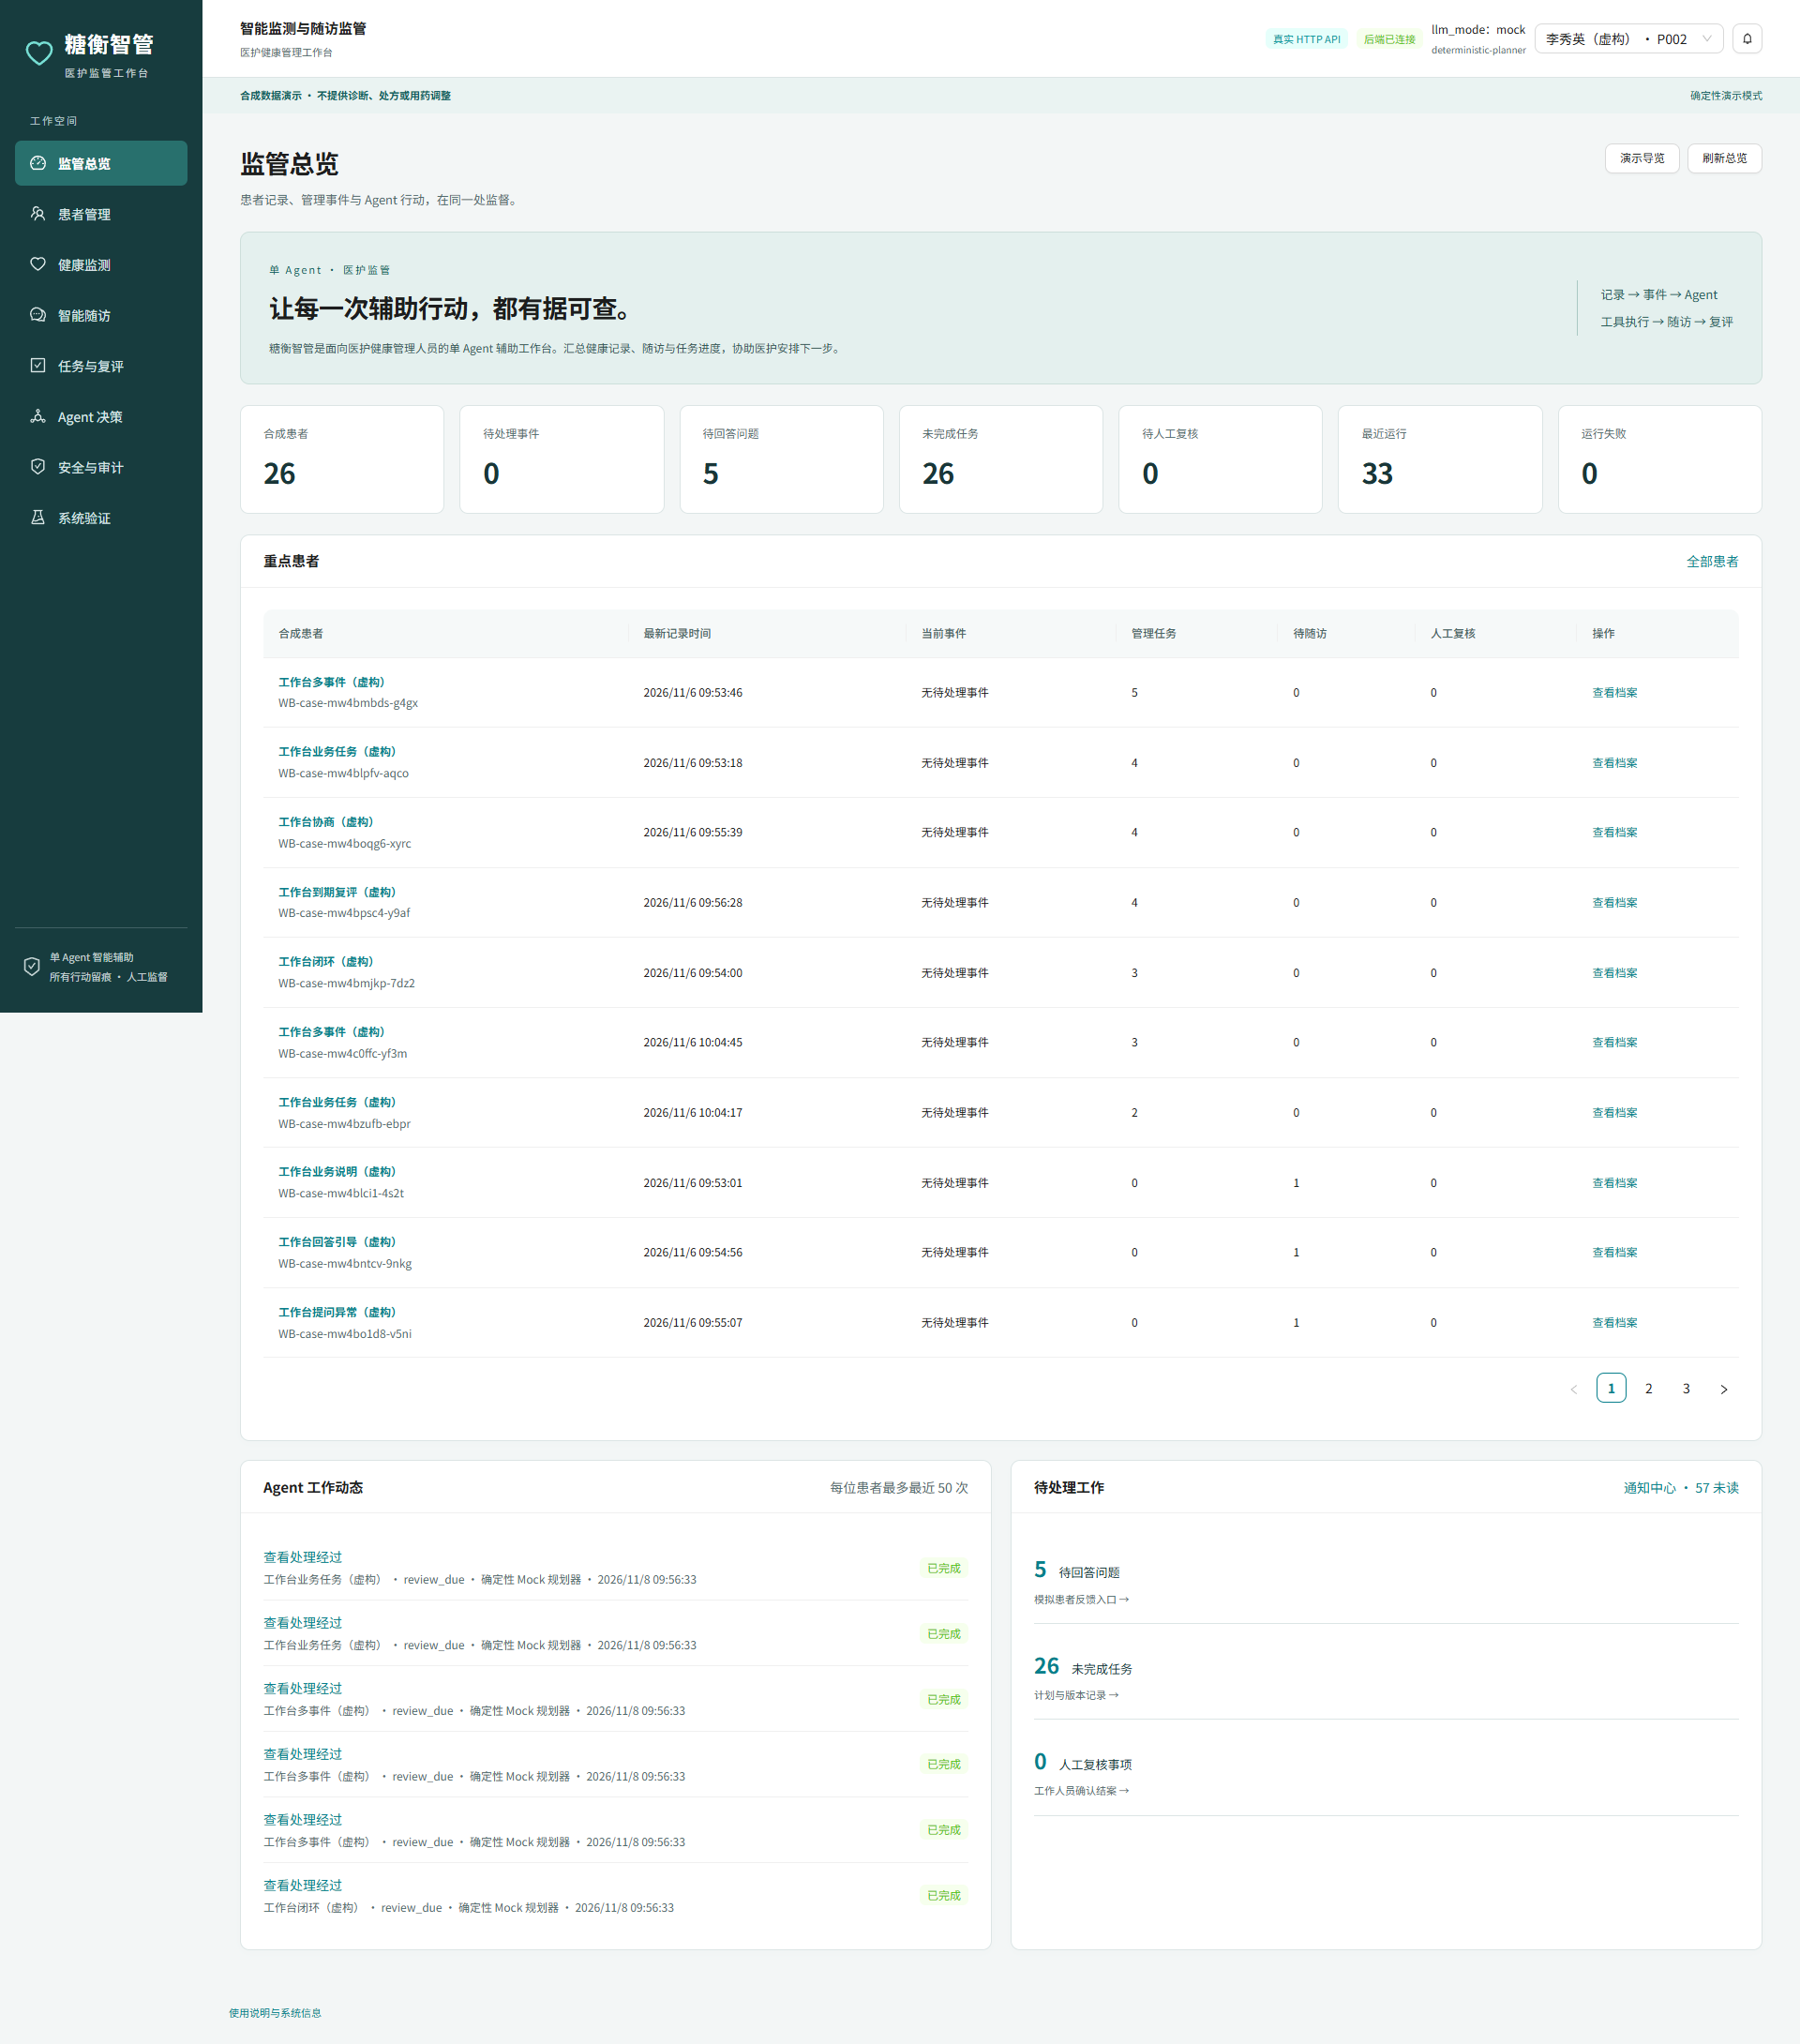 糖衡智管
医护监管工作台
工作空间
监管总览
患者管理
健康监测
智能随访
任务与复评
Agent 决策
安全与审计
系统验证
单 Agent 智能辅助
所有行动留痕 · 人工监督
智能监测与随访监管
医护健康管理工作台
真实 HTTP API
后端已连接
llm_mode: mock
deterministic-planner
李秀英（虚构） · P002
合成数据演示 · 不提供诊断、处方或用药调整
确定性演示模式
监管总览
患者记录、管理事件与 Agent 行动，在同一处监督。
演示导览
刷新总览
单 Agent · 医护监管
让每一次辅助行动，都有据可查。
糖衡智管是面向医护健康管理人员的单 Agent 辅助工作台。汇总健康记录、随访与任务进度，协助医护安排下一步。
记录 → 事件 → Agent
工具执行 → 随访 → 复评
合成患者 待处理事件 待回答问题 未完成任务 待人工复核 最近运行 运行失败
26 0 5 26 0 33 0
重点患者 全部患者
合成患者 最新记录时间 当前事件 管理任务 待随访 人工复核 操作
工作台多事件（虚构）
WB-case-mw4bmbds-g4gx
2026/11/6 09:53:46 无待处理事件 5 0 0 查看档案
工作台业务任务（虚构）
WB-case-mw4blpfv-aqco
2026/11/6 09:53:18 无待处理事件 4 0 0 查看档案
工作台协商（虚构）
WB-case-mw4boqg6-xyrc
2026/11/6 09:55:39 无待处理事件 4 0 0 查看档案
工作台到期复评（虚构）
WB-case-mw4bpsc4-y9af
2026/11/6 09:56:28 无待处理事件 4 0 0 查看档案
工作台闭环（虚构）
WB-case-mw4bmjkp-7dz2
2026/11/6 09:54:00 无待处理事件 3 0 0 查看档案
工作台多事件（虚构）
WB-case-mw4c0ffc-yf3m
2026/11/6 10:04:45 无待处理事件 3 0 0 查看档案
工作台业务任务（虚构）
WB-case-mw4bzufb-ebpr
2026/11/6 10:04:17 无待处理事件 2 0 0 查看档案
工作台业务说明（虚构）
WB-case-mw4blci1-4s2t
2026/11/6 09:53:01 无待处理事件 0 1 0 查看档案
工作台回答引导（虚构）
WB-case-mw4bntcv-9nkg
2026/11/6 09:54:56 无待处理事件 0 1 0 查看档案
工作台提问异常（虚构）
WB-case-mw4bo1d8-v5ni
2026/11/6 09:55:07 无待处理事件 0 1 0 查看档案
< 1 2 3 >
Agent 工作动态 每位患者最多最近 50 次
查看处理经过
工作台业务任务（虚构） · review_due · 确定性 Mock 规划器 · 2026/11/8 09:56:33
已完成
查看处理经过
工作台业务任务（虚构） · review_due · 确定性 Mock 规划器 · 2026/11/8 09:56:33
已完成
查看处理经过
工作台多事件（虚构） · review_due · 确定性 Mock 规划器 · 2026/11/8 09:56:33
已完成
查看处理经过
工作台多事件（虚构） · review_due · 确定性 Mock 规划器 · 2026/11/8 09:56:33
已完成
查看处理经过
工作台多事件（虚构） · review_due · 确定性 Mock 规划器 · 2026/11/8 09:56:33
已完成
查看处理经过
工作台闭环（虚构） · review_due · 确定性 Mock 规划器 · 2026/11/8 09:56:33
已完成
待处理工作 通知中心 · 57 未读
5 待回答问题
模拟患者反馈入口 →
26 未完成任务
计划与版本记录 →
0 人工复核事项
工作人员确认结案 →
使用说明与系统信息